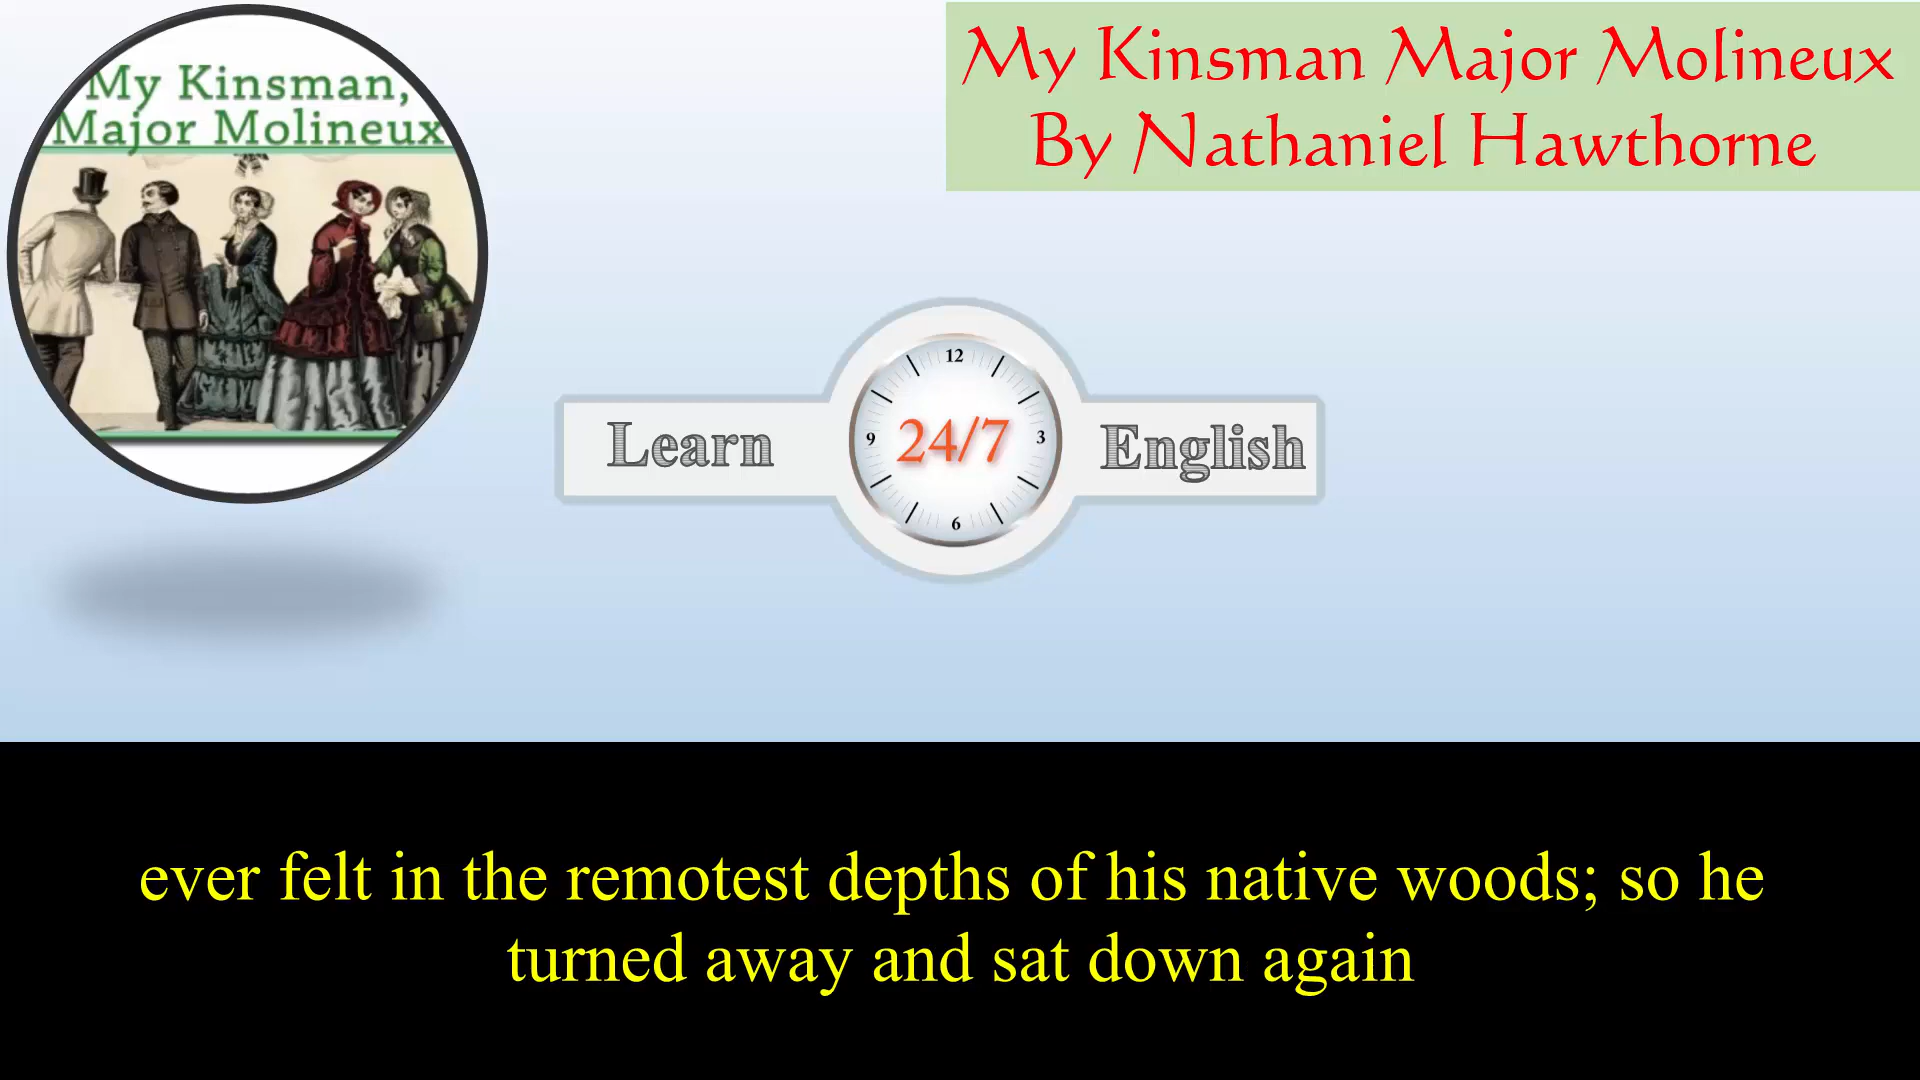 My Kinsman,
Major Molineux
My Kinsman Major Molineux
By Nathaniel Hawthorne
12
Learn
9
24/7
3
English
6
ever felt in the remotest depths of his native woods; so he
turned away and sat down again